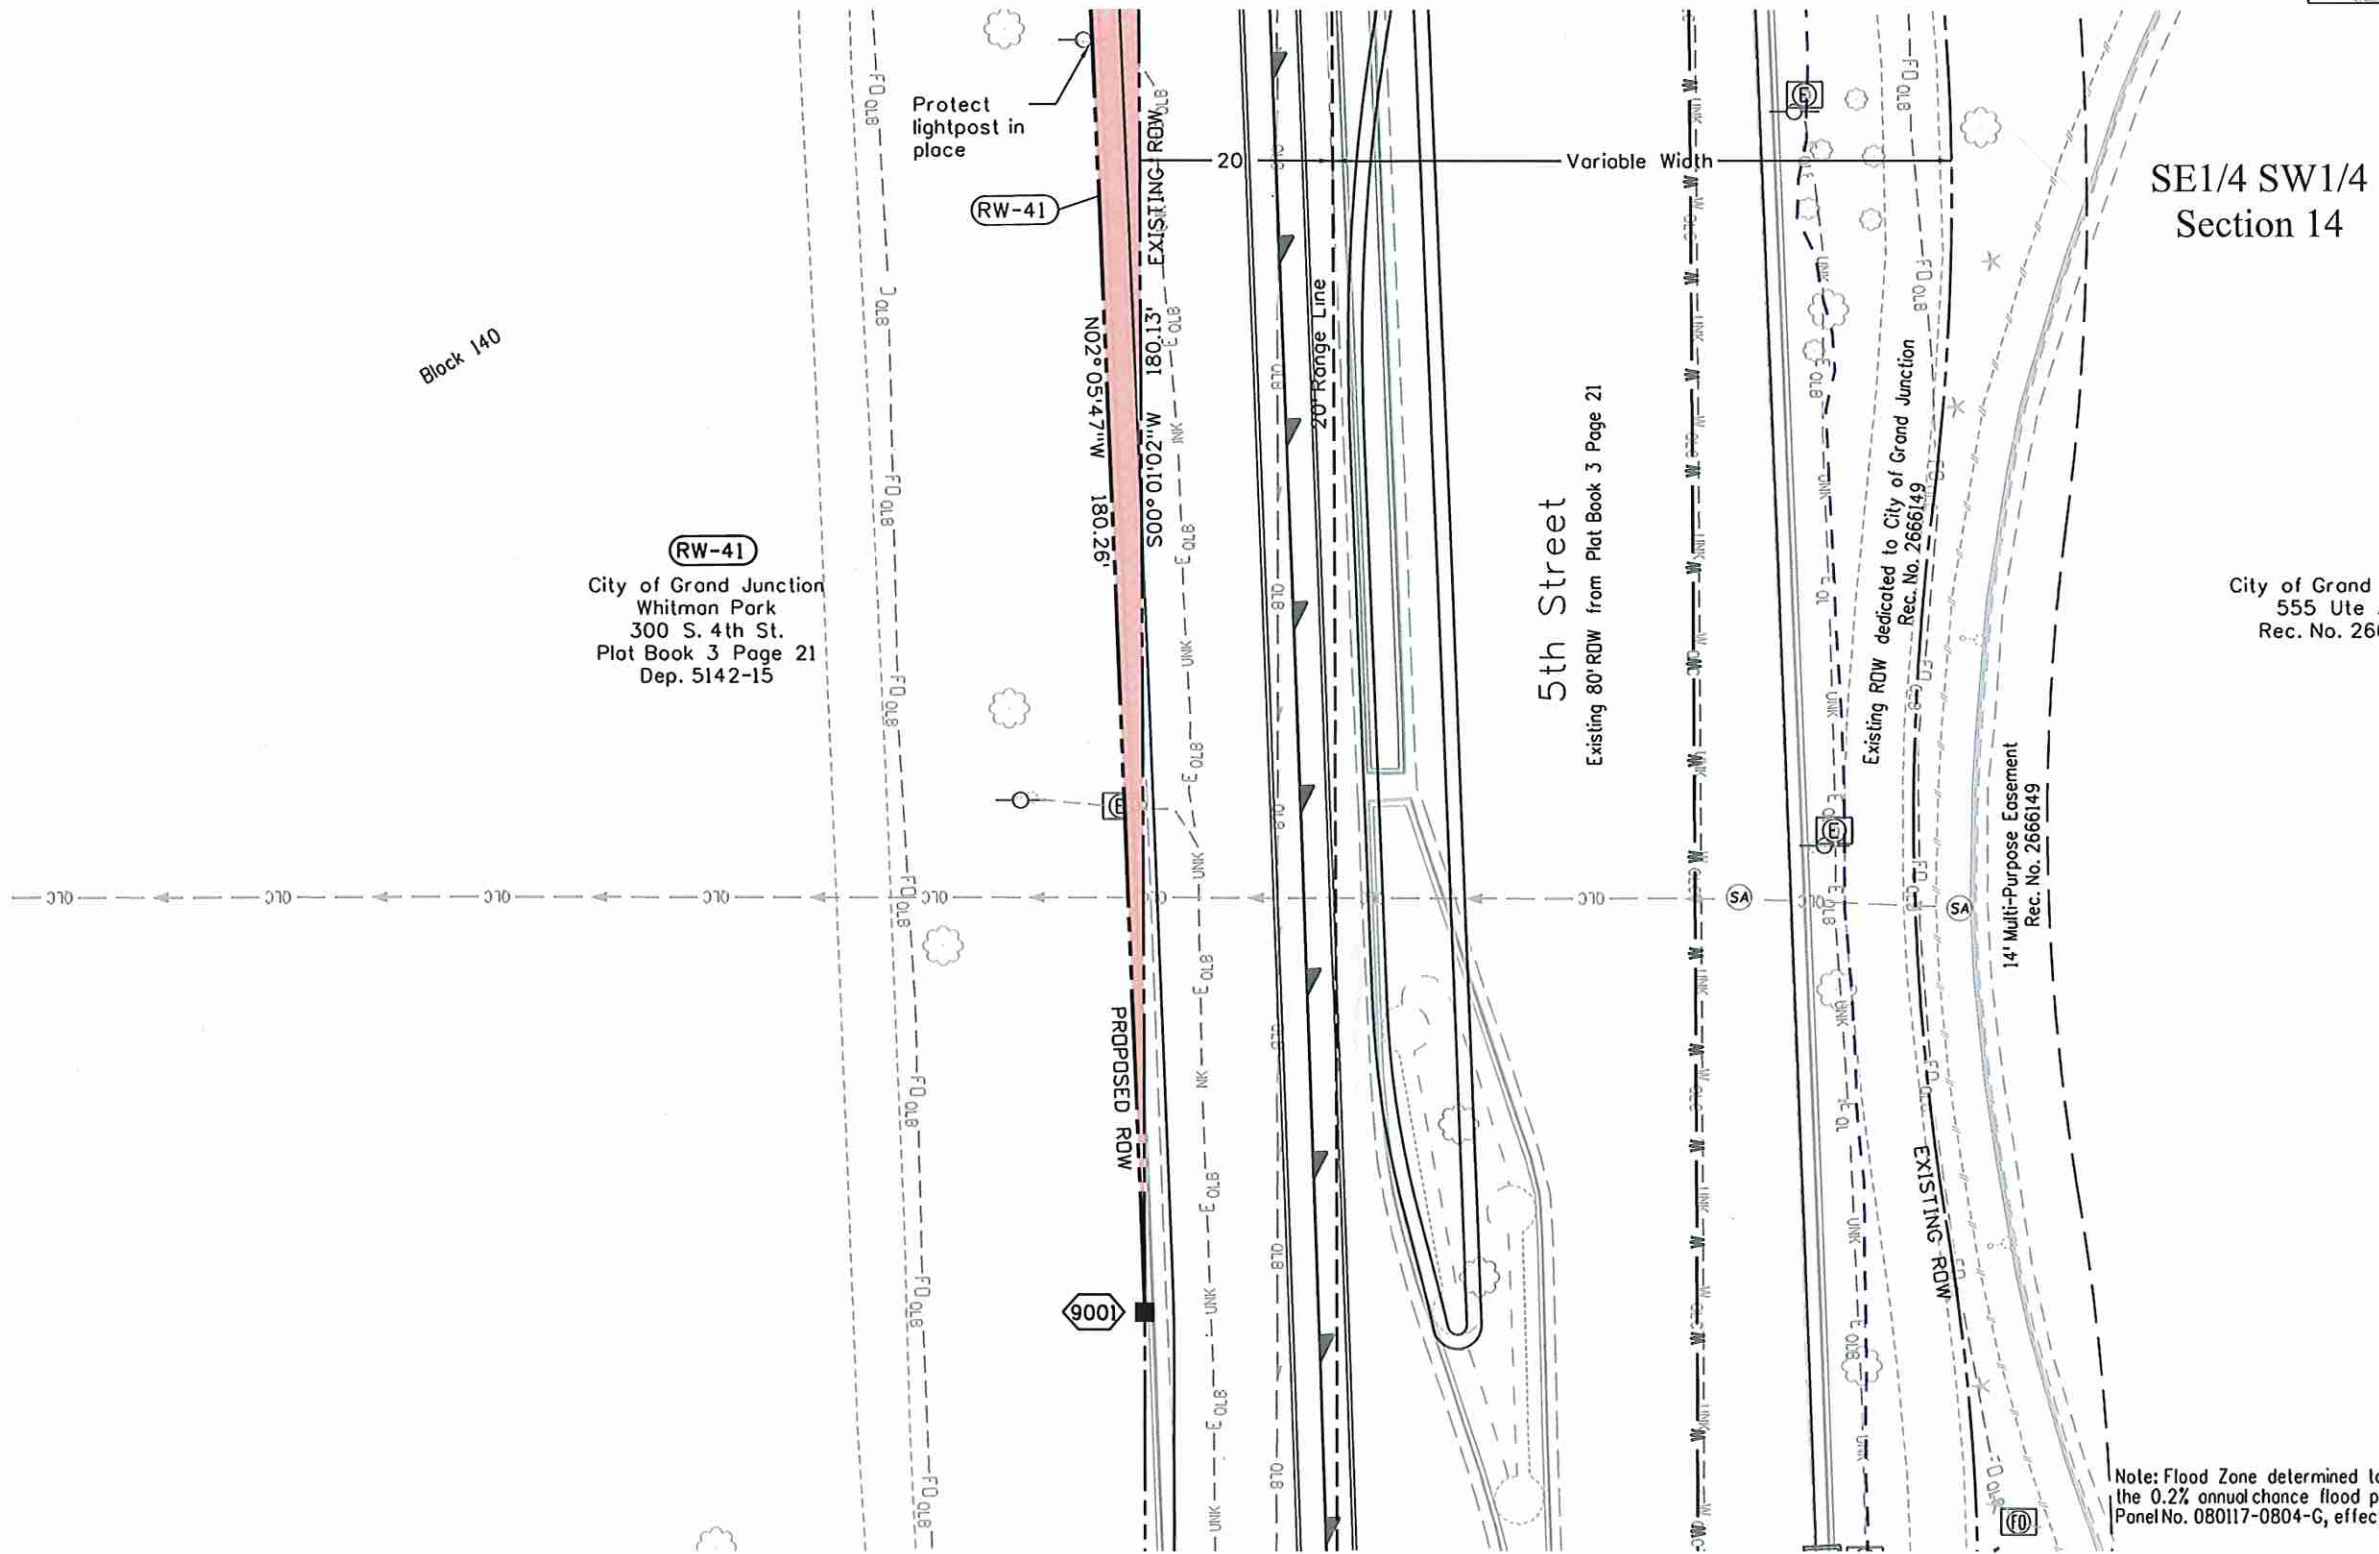 Protect
lightpost in
place
RW-41
EXISTING ROW
20
Variable Width
SE1/4 SW1/4
Section 14
Block 140
N02°05'47"W 180.26'
S00°01'02"W 180.13'
20' Range Line
5th Street
Existing 80' ROW from Plat Book 3 Page 21
Existing ROW dedicated to City of Grand Junction
Rec. No. 2666149
RW-41
City of Grand Junction
Whitman Park
300 S. 4th St.
Plat Book 3 Page 21
Dep. 5142-15
City of Grand
555 Ute
Rec. No. 26
14' Multi-Purpose Easement
Rec. No. 2666149
SA
SA
PROPOSED ROW
EXISTING ROW
9001
E
E
E
FO
Note: Flood Zone determined
the 0.2% annual chance flood
Panel No. 080117-0804-G, effec